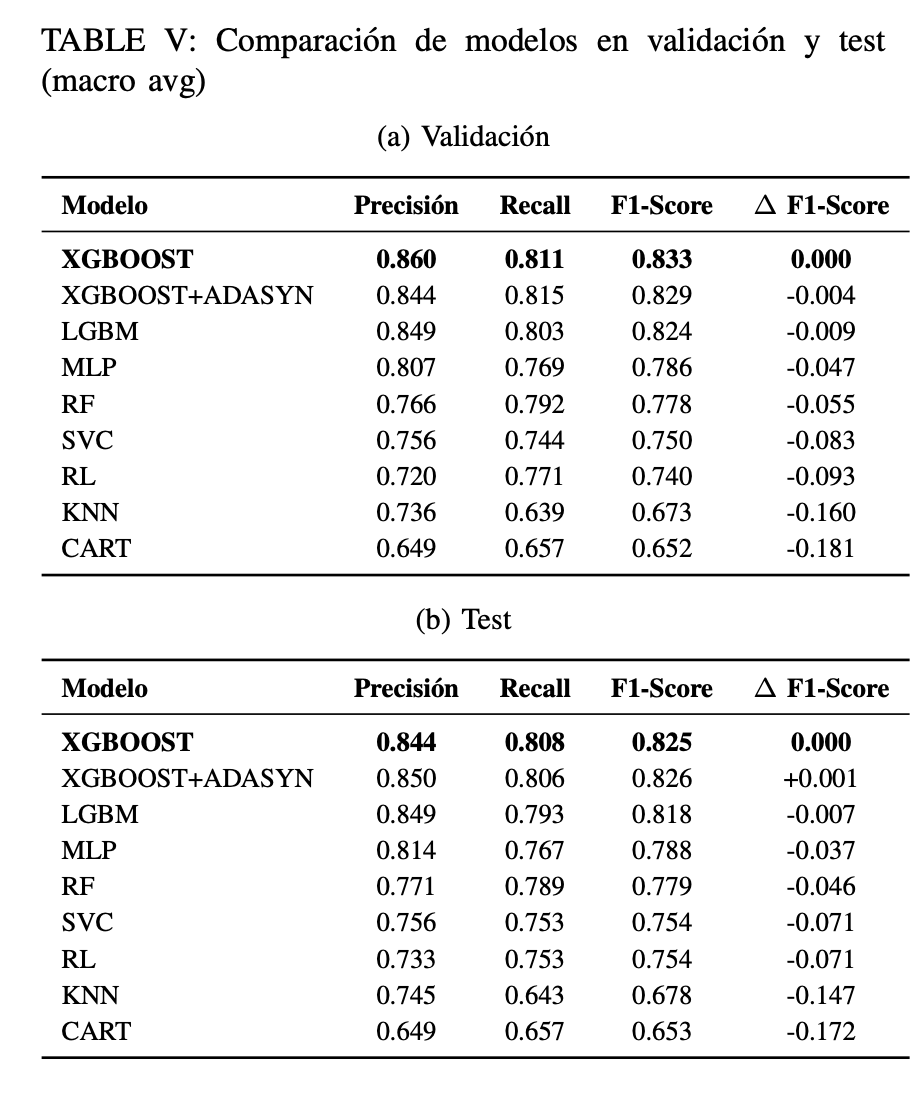 TABLE V: Comparación de modelos en validación y test
(macro avg)
(a) Validación
Modelo Precisión Recall F1-Score Δ F1-Score
XGBOOST 0.860 0.811 0.833 0.000
XGBOOST+ADASYN 0.844 0.815 0.829 -0.004
LGBM 0.849 0.803 0.824 -0.009
MLP 0.807 0.769 0.786 -0.047
RF 0.766 0.792 0.778 -0.055
SVC 0.756 0.744 0.750 -0.083
RL 0.720 0.771 0.740 -0.093
KNN 0.736 0.639 0.673 -0.160
CART 0.649 0.657 0.652 -0.181
(b) Test
Modelo Precisión Recall F1-Score Δ F1-Score
XGBOOST 0.844 0.808 0.825 0.000
XGBOOST+ADASYN 0.850 0.806 0.826 +0.001
LGBM 0.849 0.793 0.818 -0.007
MLP 0.814 0.767 0.788 -0.037
RF 0.771 0.789 0.779 -0.046
SVC 0.756 0.753 0.754 -0.071
RL 0.733 0.753 0.754 -0.071
KNN 0.745 0.643 0.678 -0.147
CART 0.649 0.657 0.653 -0.172